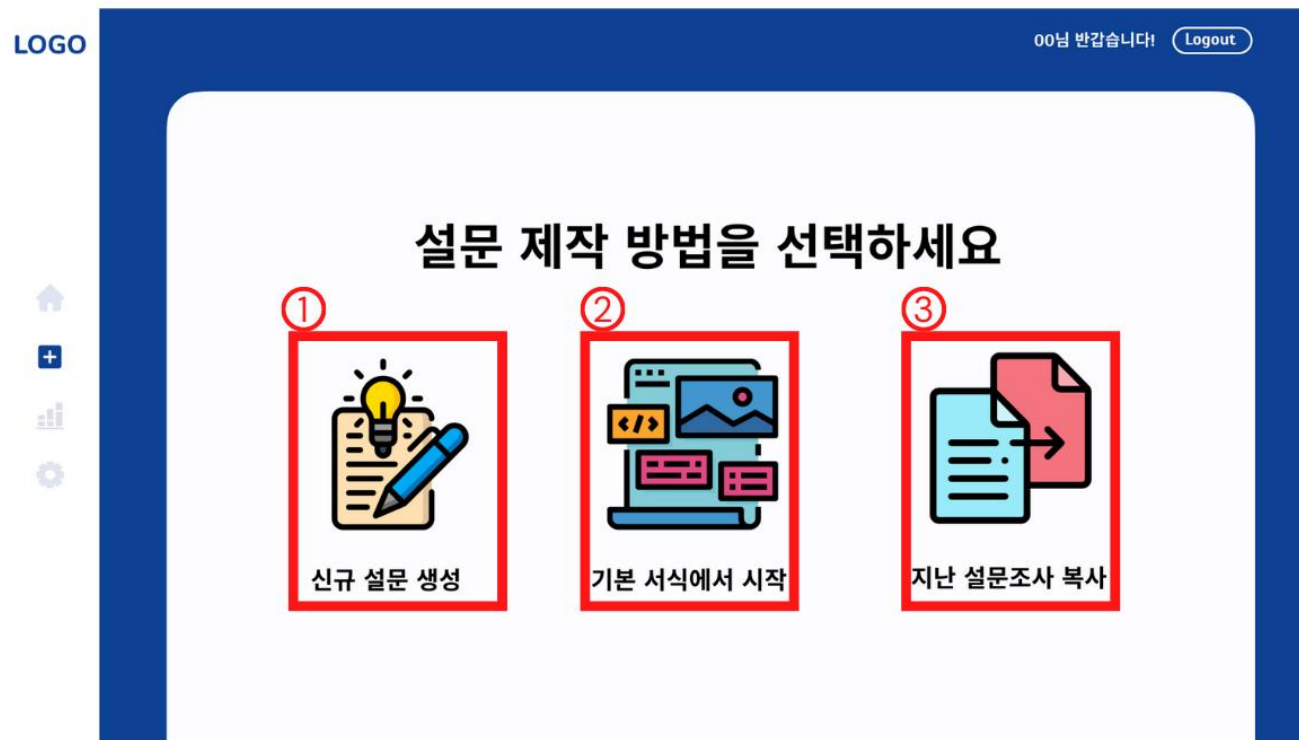 LOGO
00님 반갑습니다! Logout
설문 제작 방법을 선택하세요
① ② ③
</>
신규 설문 생성 기본 서식에서 시작 지난 설문조사 복사